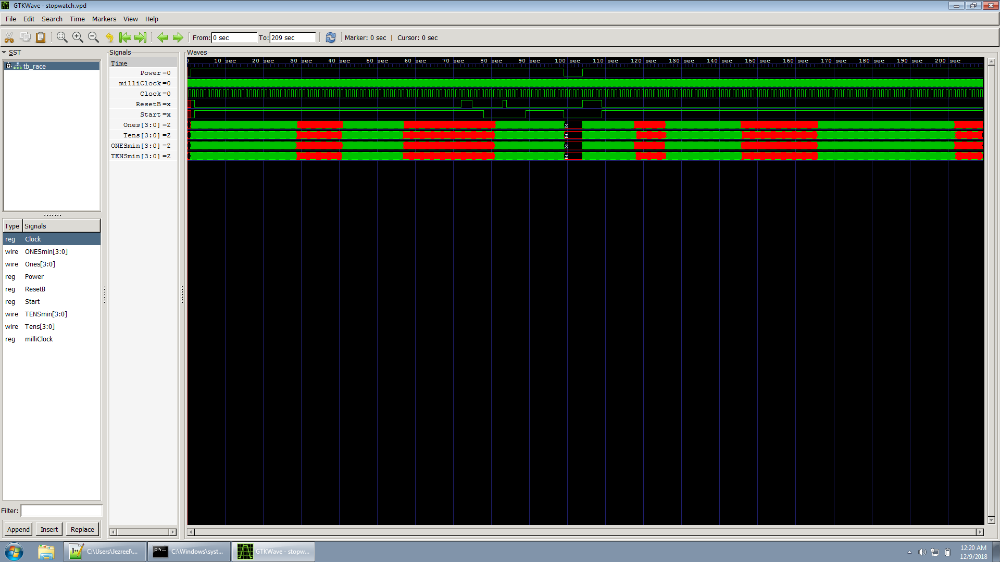 GTKWave - stopwatch.vpd
File Edit Search Time Markers View Help
From: 0 sec To: 209 sec Marker: 0 sec | Cursor: 0 sec
SST
tb_race
Type Signals
reg Clock
wire ONESmin[3:0]
wire Ones[3:0]
reg Power
reg ResetB
reg Start
wire TENSmin[3:0]
wire Tens[3:0]
reg milliClock
Filter:
Append Insert Replace
Signals
Time
Power=0
milliClock=0
Clock=0
ResetB=x
Start=x
Ones[3:0]=Z
Tens[3:0]=Z
ONESmin[3:0]=Z
TENSmin[3:0]=Z
Waves
0 10 sec 20 sec 30 sec 40 sec 50 sec 60 sec 70 sec 80 sec 90 sec 100 sec 110 sec 120 sec 130 sec 140 sec 150 sec 160 sec 170 sec 180 sec 190 sec 200 sec
z
z
z
z
C:\Users\Jezreel\... C:\Windows\syst... GTKWave - stopw...
12:20 AM
12/9/2018